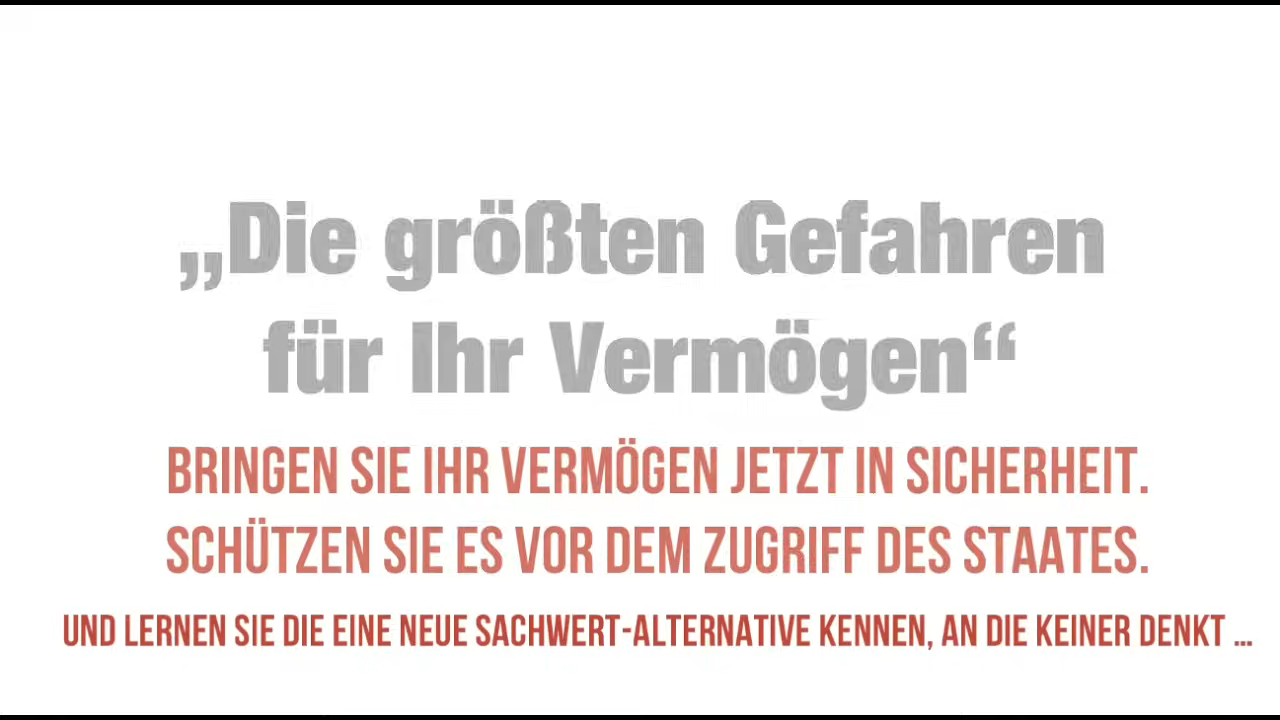 „Die größten Gefahren
für Ihr Vermögen“
BRINGEN SIE IHR VERMÖGEN JETZT IN SICHERHEIT.
SCHÜTZEN SIE ES VOR DEM ZUGRIFF DES STAATES.
UND LERNEN SIE DIE EINE NEUE SACHWERT-ALTERNATIVE KENNEN, AN DIE KEINER DENKT ...